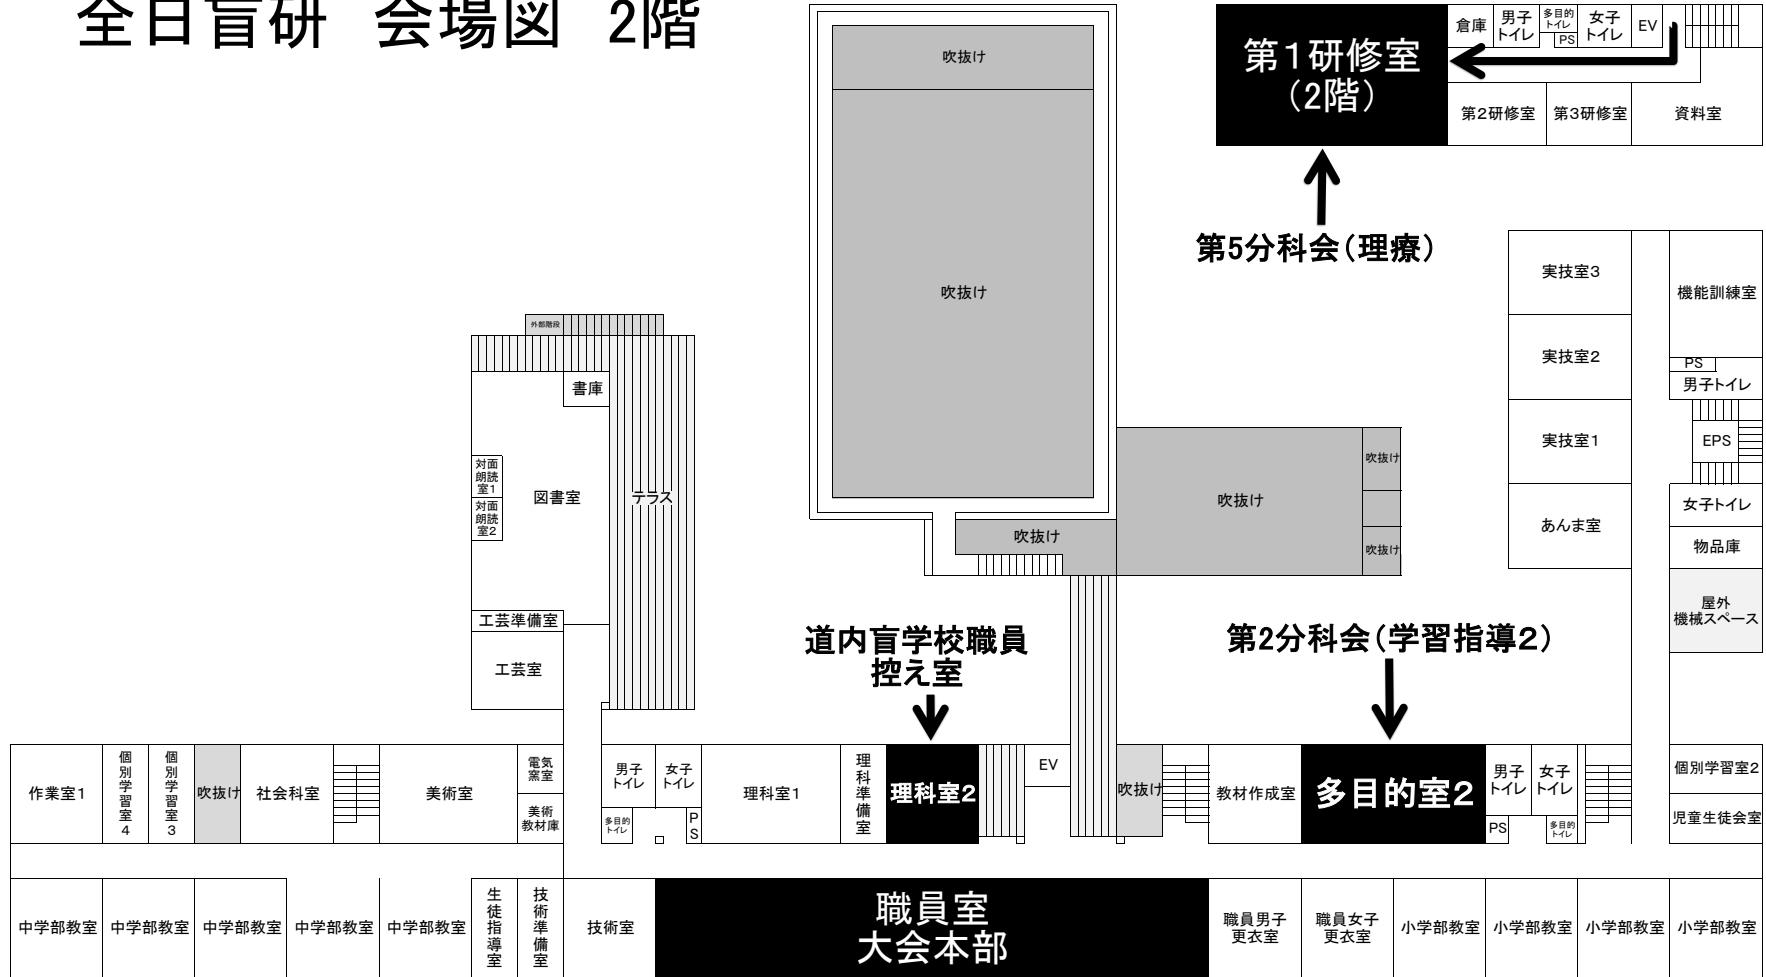 全日盲研　会場図　2階
吹抜け
吹抜け
第１研修室
（2階）
倉庫
男子
トイレ
多目的
トイレ
PS
女子
トイレ
EV
第2研修室
第3研修室
資料室
第5分科会（理療）
実技室3
実技室2
実技室1
あんま室
機能訓練室
PS
男子トイレ
EPS
女子トイレ
物品庫
屋外
機械スペース
外部階段
書庫
対面
朗読
室1
対面
朗読
室2
図書室
テラス
工芸準備室
工芸室
吹抜け
吹抜け
吹抜け
吹抜け
道内盲学校職員
控え室
第2分科会（学習指導2）
作業室1
個別学習室4
個別学習室3
吹抜け
社会科室
美術室
電気
窯室
美術
教材庫
男子
トイレ
女子
トイレ
多目的
トイレ
PS
理科室1
理科準備室
理科室2
EV
吹抜け
教材作成室
多目的室2
男子
トイレ
女子
トイレ
PS
多目的
トイレ
個別学習室2
児童生徒会室
中学部教室
中学部教室
中学部教室
中学部教室
中学部教室
生徒指導室
技術準備室
技術室
職員室
大会本部
職員男子
更衣室
職員女子
更衣室
小学部教室
小学部教室
小学部教室
小学部教室